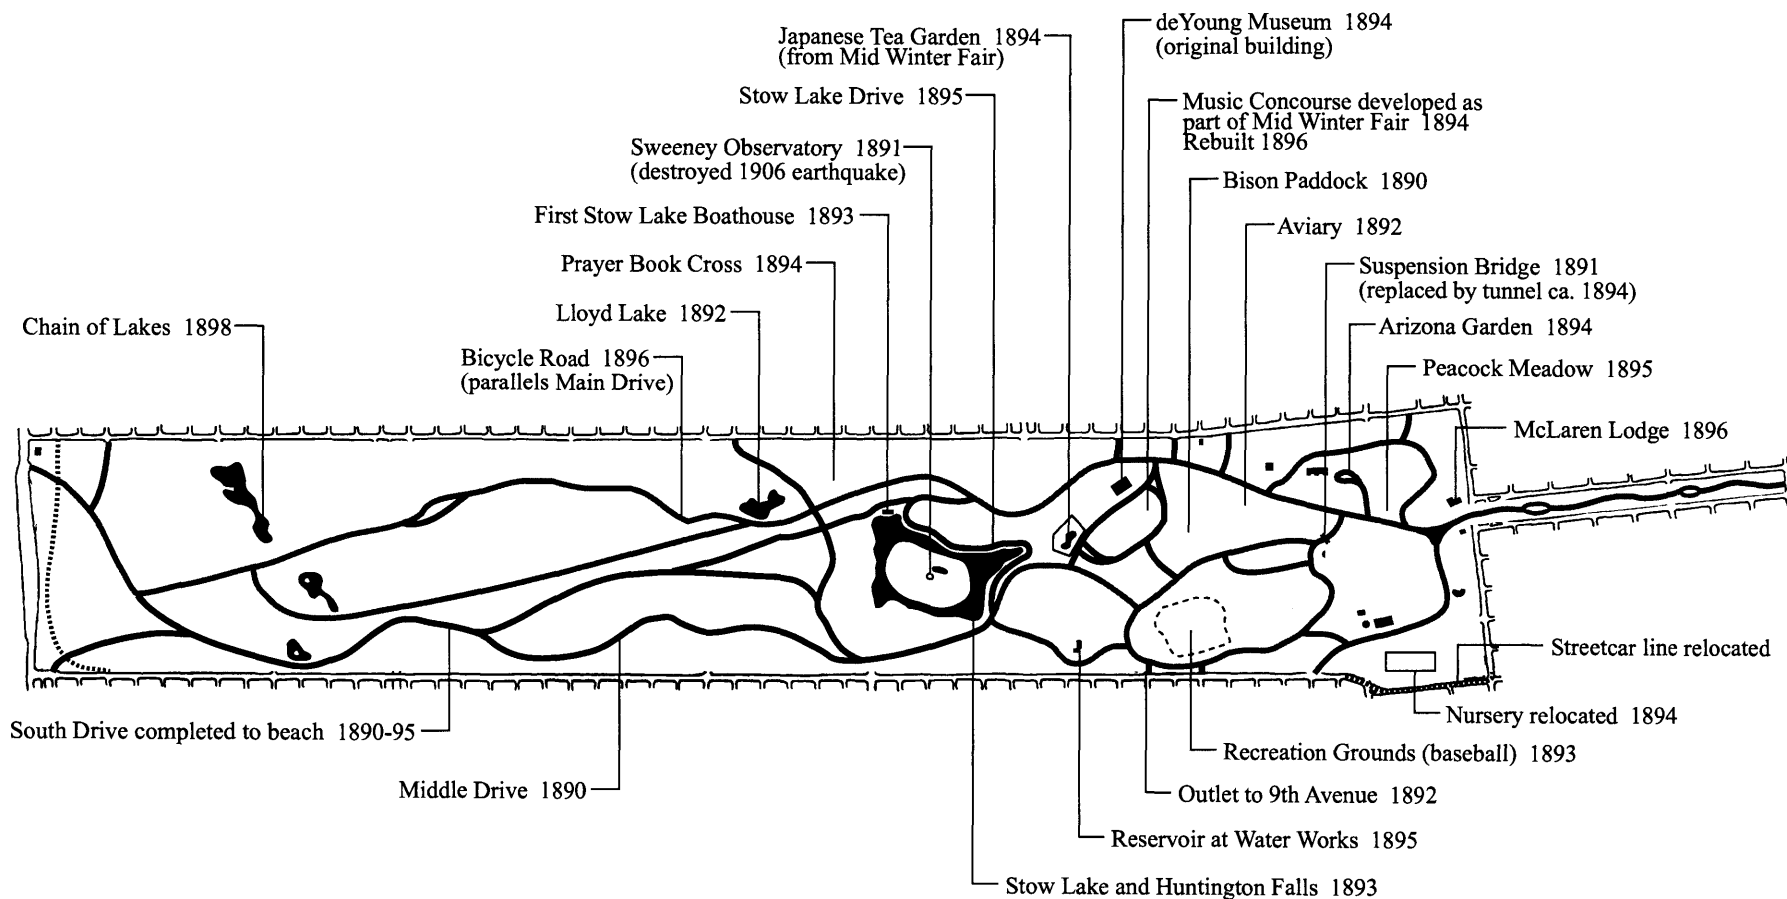 deYoung Museum 1894
(original building)
Japanese Tea Garden 1894
(from Mid Winter Fair)
Stow Lake Drive 1895
Music Concourse developed as
part of Mid Winter Fair 1894
Rebuilt 1896
Sweeney Observatory 1891
(destroyed 1906 earthquake)
Bison Paddock 1890
First Stow Lake Boathouse 1893
Aviary 1892
Prayer Book Cross 1894
Suspension Bridge 1891
(replaced by tunnel ca. 1894)
Lloyd Lake 1892
Chain of Lakes 1898
Arizona Garden 1894
Bicycle Road 1896
(parallels Main Drive)
Peacock Meadow 1895
McLaren Lodge 1896
Streetcar line relocated
Nursery relocated 1894
South Drive completed to beach 1890-95
Recreation Grounds (baseball) 1893
Middle Drive 1890
Outlet to 9th Avenue 1892
Reservoir at Water Works 1895
Stow Lake and Huntington Falls 1893